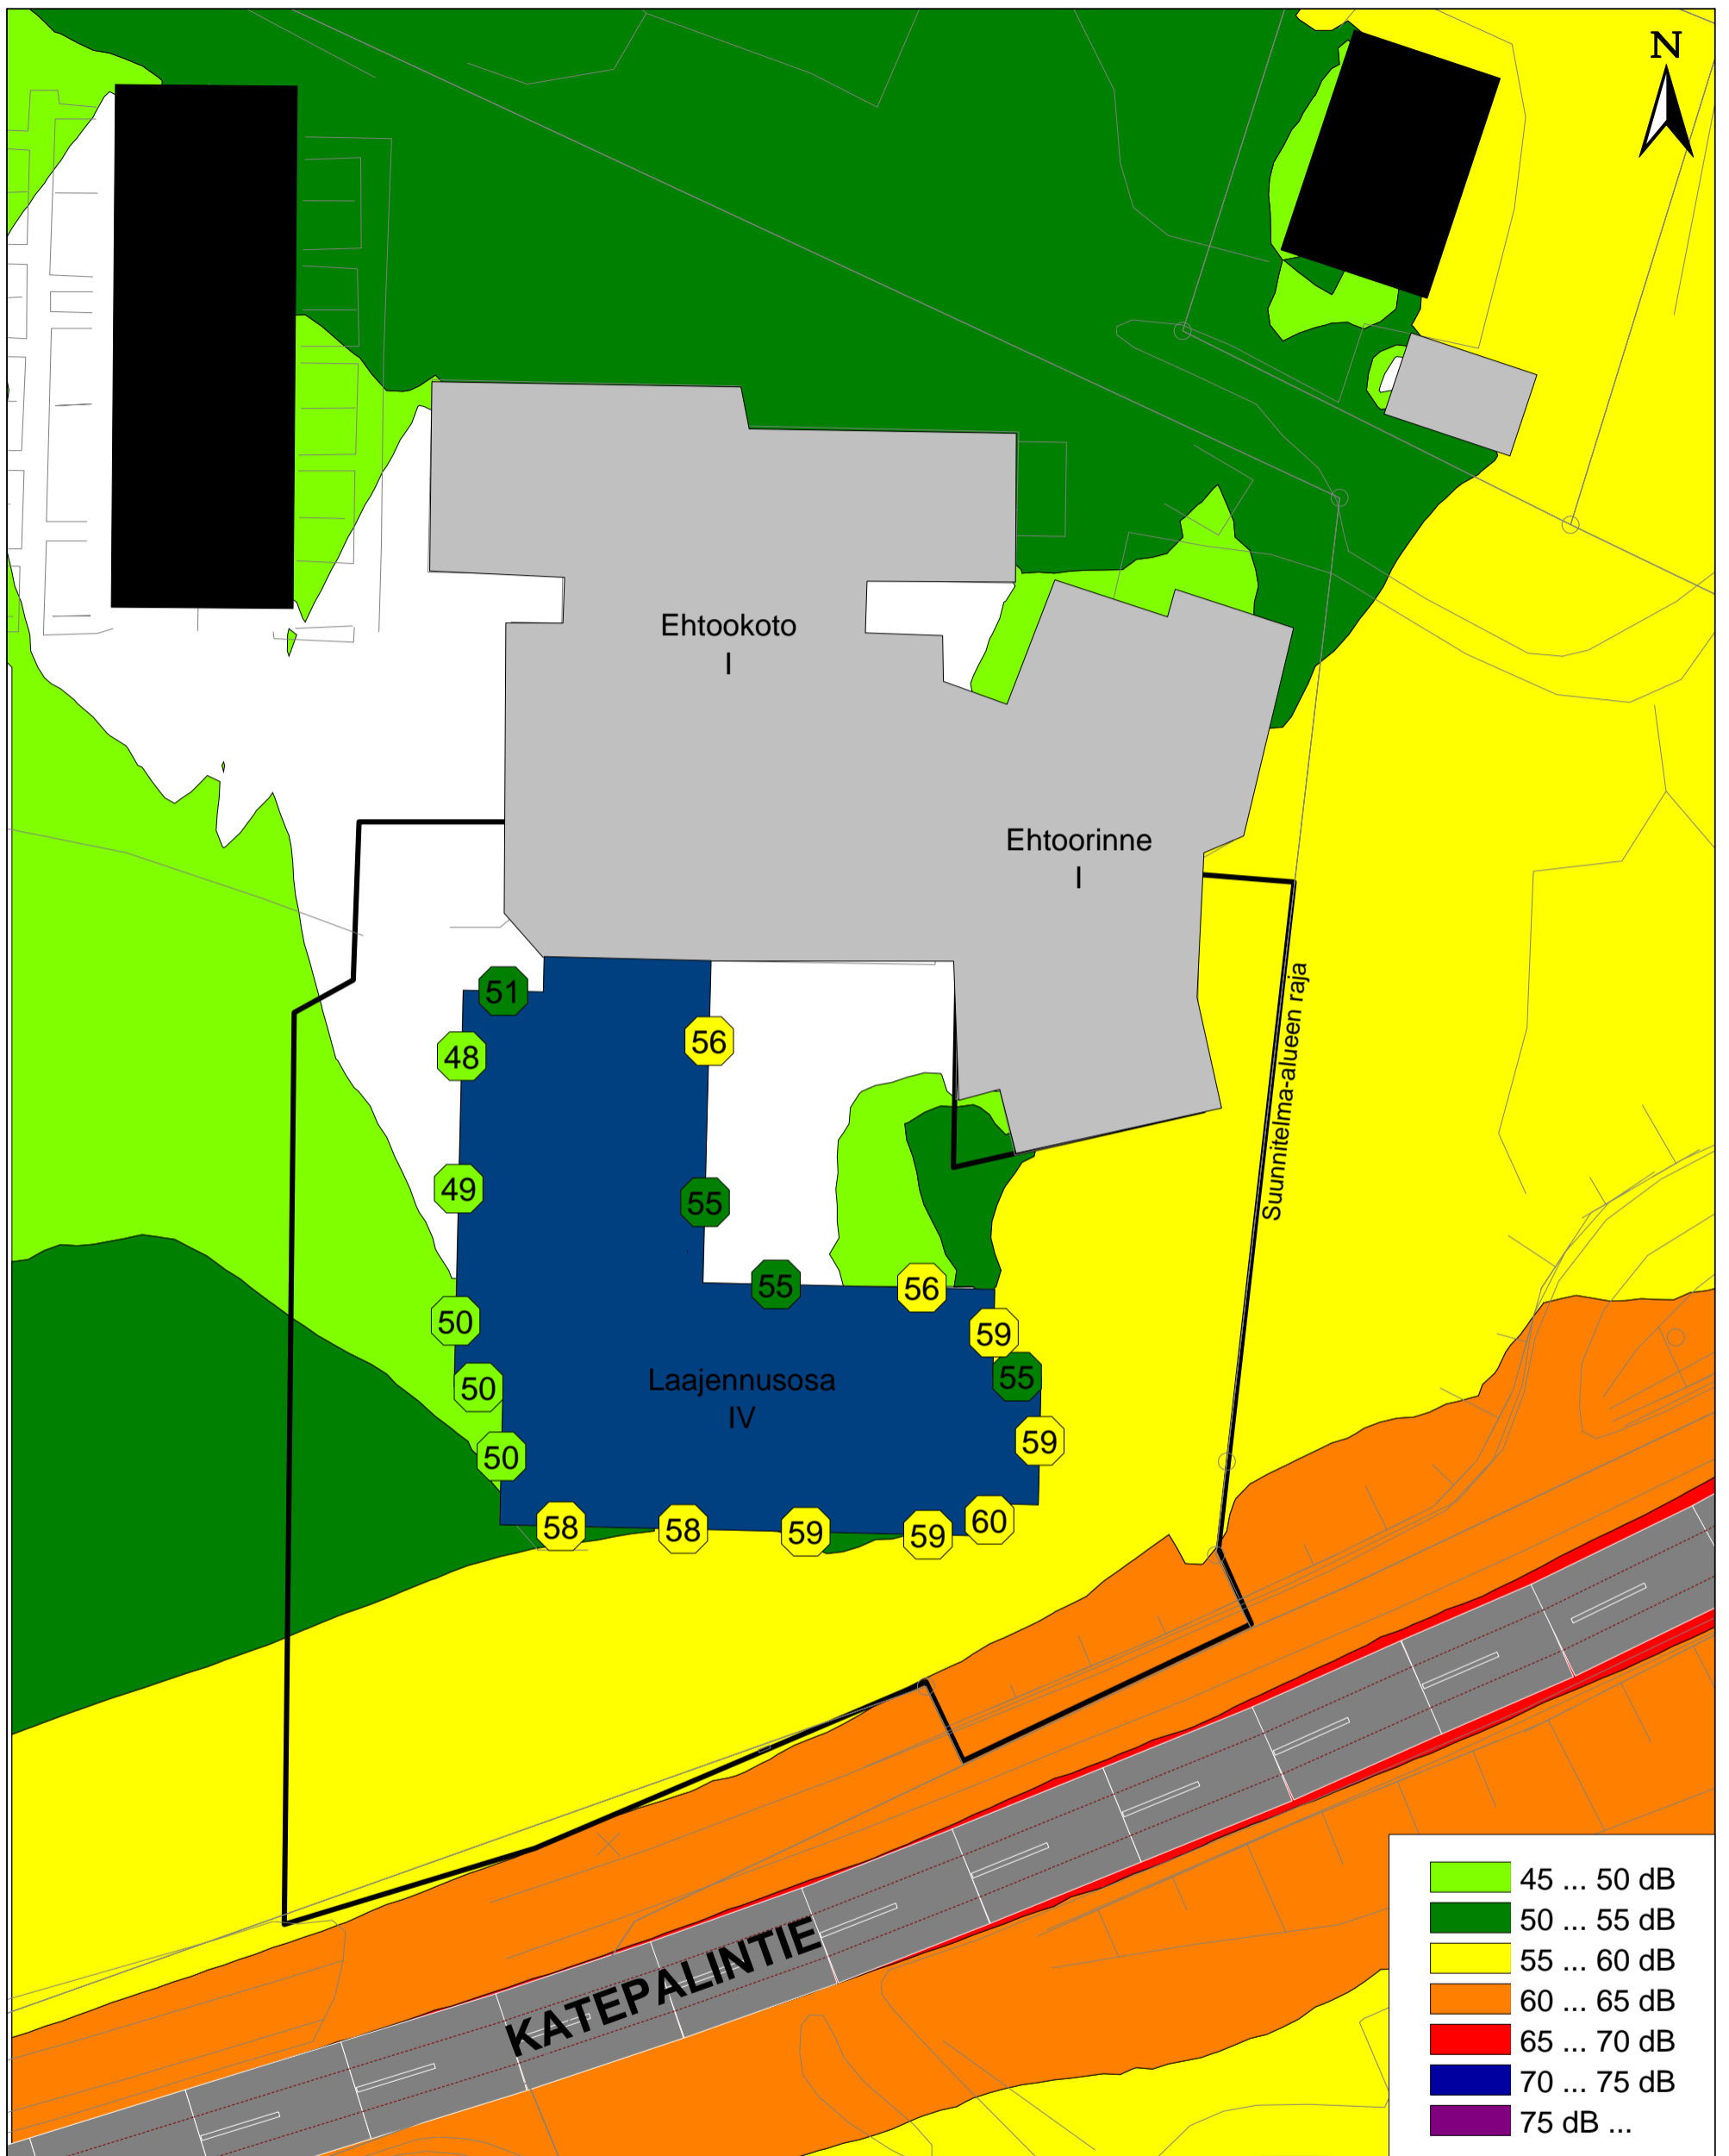 N
Ehtookoto
I
Ehtoorinne
I
Suunnitelma-alueen raja
51
48
56
49
55
55
56
50
59
55
50
Laajennusosa
IV
59
50
58
58
59
59
60
KATEPALINTIE
45 ... 50 dB
50 ... 55 dB
55 ... 60 dB
60 ... 65 dB
65 ... 70 dB
70 ... 75 dB
75 dB ...